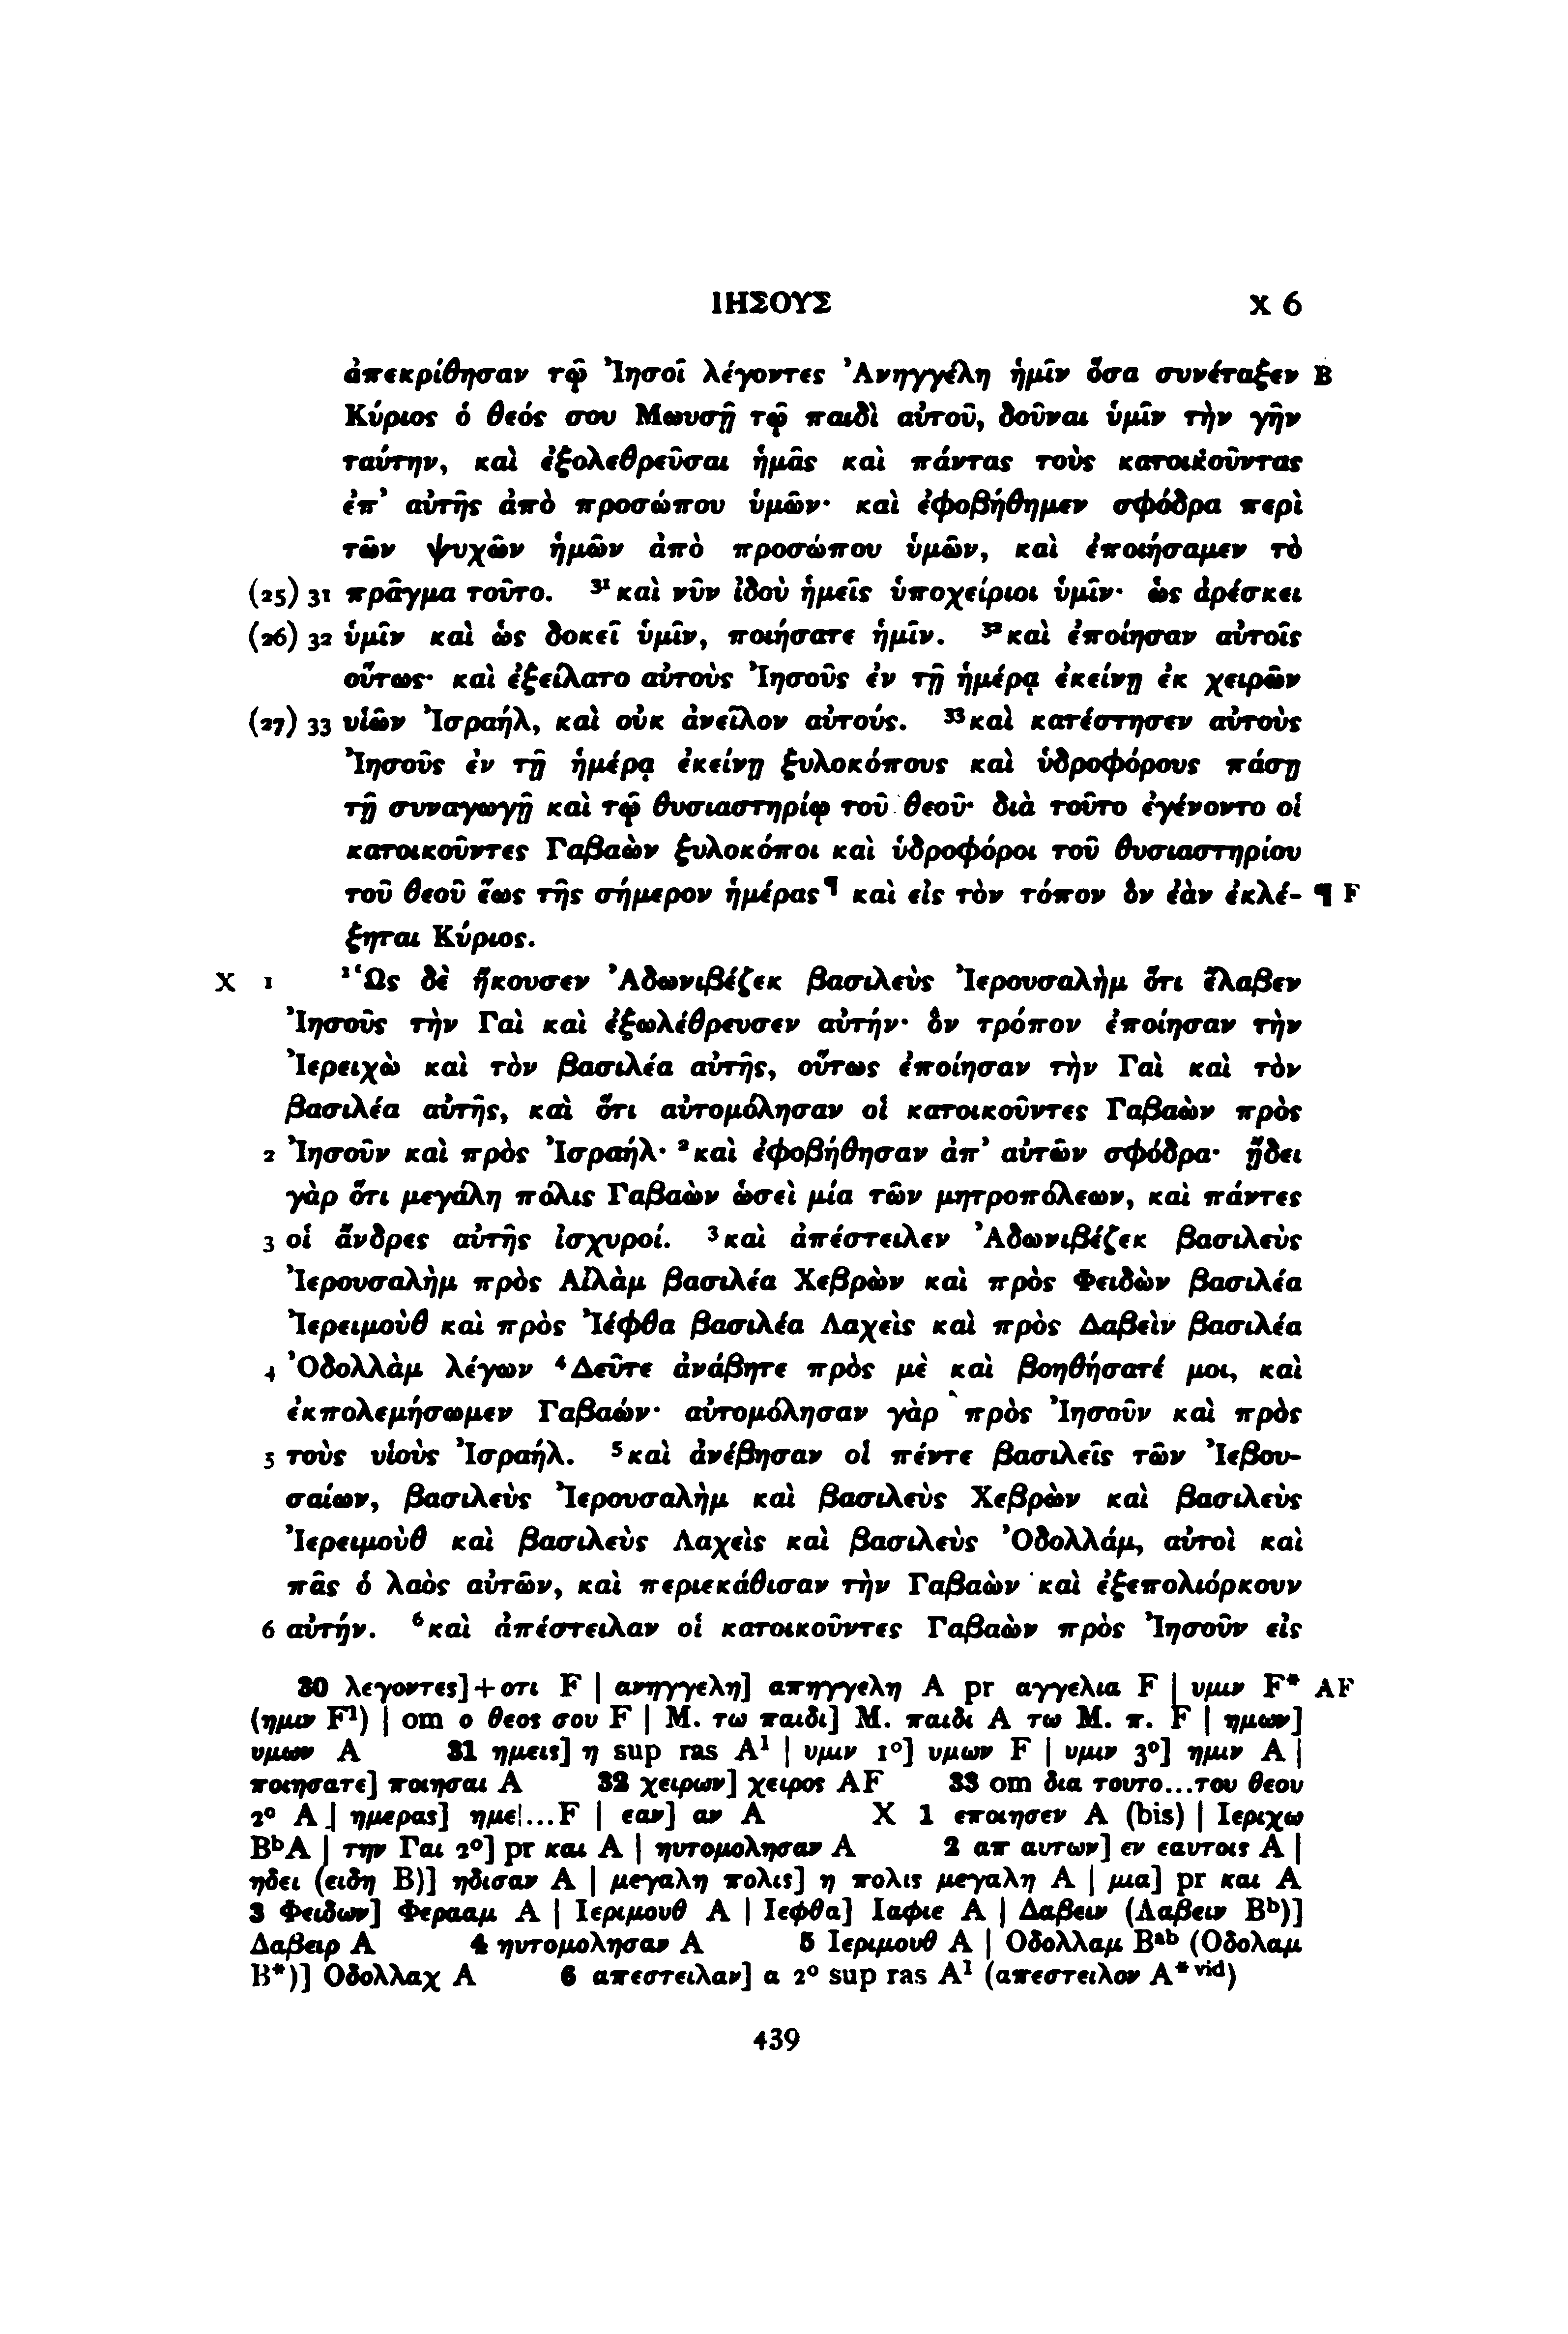 ΙΗΣΟΥΣ X 6
ἀπεκρίθησαν τῷ Ἰησοῖ λέγοντες Ἀνηγγέλη ἡμῖν ὅσα συνέταξεν B
Κύριος ὁ θεός σου Μωυσῇ τῷ παιδὶ αὐτοῦ, δοῦναι ὑμῖν τὴν γῆν
ταύτην, καὶ ἐξολεθρεῦσαι ἡμᾶς καὶ πάντας τοὺς κατοικοῦντας
ἐπ’ αὐτῆς ἀπὸ προσώπου ὑμῶν· καὶ ἐφοβήθημεν σφόδρα περὶ
τῶν ψυχῶν ἡμῶν ἀπὸ προσώπου ὑμῶν, καὶ ἐποιήσαμεν τὸ
(25) 31 πρᾶγμα τοῦτο. ³¹καὶ νῦν ἰδοὺ ἡμεῖς ὑποχείριοι ὑμῖν· ὡς ἀρέσκει
(26) 32 ὑμῖν καὶ ὡς δοκεῖ ὑμῖν, ποιήσατε ἡμῖν. ³²καὶ ἐποίησαν αὐτοῖς
οὕτως· καὶ ἐξείλατο αὐτοὺς Ἰησοῦς ἐν τῇ ἡμέρᾳ ἐκείνῃ ἐκ χειρῶν
(27) 33 υἱῶν Ἰσραήλ, καὶ οὐκ ἀνεῖλον αὐτούς. ³³καὶ κατέστησεν αὐτοὺς
Ἰησοῦς ἐν τῇ ἡμέρᾳ ἐκείνῃ ξυλοκόπους καὶ ὑδροφόρους πάσῃ
τῇ συναγωγῇ καὶ τῷ θυσιαστηρίῳ τοῦ θεοῦ· διὰ τοῦτο ἐγένοντο οἱ
κατοικοῦντες Γαβαὼν ξυλοκόποι καὶ ὑδροφόροι τοῦ θυσιαστηρίου
τοῦ θεοῦ ἕως τῆς σήμερον ἡμέρας¶ καὶ εἰς τὸν τόπον ὃν ἐὰν ἐκλέ- ¶ F
ξηται Κύριος.
X 1 ¹Ὡς δὲ ἤκουσεν Ἀδωνιβέζεκ βασιλεὺς Ἰερουσαλὴμ ὅτι ἔλαβεν
Ἰησοῦς τὴν Γαὶ καὶ ἐξωλέθρευσεν αὐτήν· ὃν τρόπον ἐποίησαν τὴν
Ἰερειχὼ καὶ τὸν βασιλέα αὐτῆς, οὕτως ἐποίησαν τὴν Γαὶ καὶ τὸν
βασιλέα αὐτῆς, καὶ ὅτι αὐτομόλησαν οἱ κατοικοῦντες Γαβαὼν πρὸς
2 Ἰησοῦν καὶ πρὸς Ἰσραήλ· ²καὶ ἐφοβήθησαν ἀπ’ αὐτῶν σφόδρα· ᾔδει
γὰρ ὅτι μεγάλη πόλις Γαβαὼν ὡσεὶ μία τῶν μητροπόλεων, καὶ πάντες
3 οἱ ἄνδρες αὐτῆς ἰσχυροί. ³καὶ ἀπέστειλεν Ἀδωνιβέζεκ βασιλεὺς
Ἰερουσαλὴμ πρὸς Αἰλὰμ βασιλέα Χεβρὼν καὶ πρὸς Φειδὼν βασιλέα
Ἰερειμοὺθ καὶ πρὸς Ἰέφθα βασιλέα Λαχεὶς καὶ πρὸς Δαβεὶν βασιλέα
4 Ὀδολλὰμ λέγων ⁴Δεῦτε ἀνάβητε πρὸς μὲ καὶ βοηθήσατέ μοι, καὶ
ἐκπολεμήσωμεν Γαβαών· αὐτομόλησαν γὰρ πρὸς Ἰησοῦν καὶ πρὸς
5 τοὺς υἱοὺς Ἰσραήλ. ⁵καὶ ἀνέβησαν οἱ πέντε βασιλεῖς τῶν Ἰεβου-
σαίων, βασιλεὺς Ἰερουσαλὴμ καὶ βασιλεὺς Χεβρὼν καὶ βασιλεὺς
Ἰερειμοὺθ καὶ βασιλεὺς Λαχεὶς καὶ βασιλεὺς Ὀδολλάμ, αὐτοὶ καὶ
πᾶς ὁ λαὸς αὐτῶν, καὶ περιεκάθισαν τὴν Γαβαὼν καὶ ἐξεπολιόρκουν
6 αὐτήν. ⁶καὶ ἀπέστειλαν οἱ κατοικοῦντες Γαβαὼν πρὸς Ἰησοῦν εἰς
30 λεγοντες]+οτι F | ανηγγελη] απηγγελη A pr αγγελια F | υμιν F* AF
(ημιν F¹) | om ο θεος σου F | Μ. τω παιδι] Μ. παιδι A τω Μ. π. F | ημων]
υμων A 31 ημεις] η sup ras A¹ | υμιν 1°] υμων F | υμιν 3°] ημιν A |
ποιησατε] ποιησαι A 32 χειρων] χειρος AF 33 om δια τουτο...του θεου
2° A | ημερας] ημε|...F | εαν] αν A X 1 εποιησεν A (bis) | Ιεριχω
BᵇA | την Γαι 2°] pr και A | ηυτομολησαν A 2 απ αυτων] εν εαυτοις A |
ηδει (ειδη B)] ηδισαν A | μεγαλη πολις] η πολις μεγαλη A | μια] pr και A
3 Φειδων] Φερααμ A | Ιεριμουθ A | Ιεφθα] Ιαφιε A | Δαβειν (Λαβειν Bᵇ)]
Δαβειρ A 4 ηυτομολησαν A 5 Ιεριμουθ A | Οδολλαμ Bᵃᵇ (Οδολαμ
B*)] Οδολλαχ A 6 απεστειλαν] α 2° sup ras A¹ (απεστειλον A*ᵛⁱᵈ)
439